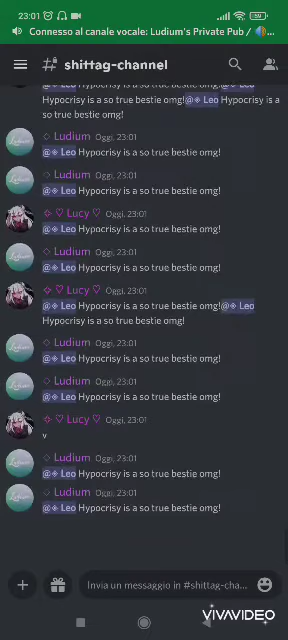 23:01
59
Connesso al canale vocale: Ludium's Private Pub /
shittag-channel
Hypocrisy is a so true bestie omg!@ Leo
Hypocrisy is a so true bestie omg!@ Leo Hypocrisy is a
so true bestie omg!
Ludium Oggi, 23:01
@ Leo Hypocrisy is a so true bestie omg!
Ludium Oggi, 23:01
@ Leo Hypocrisy is a so true bestie omg!
Lucy ♡ Oggi, 23:01
@ Leo Hypocrisy is a so true bestie omg!
Ludium Oggi, 23:01
@ Leo Hypocrisy is a so true bestie omg!
♡ Lucy ♡ Oggi, 23:01
@ Leo Hypocrisy is a so true bestie omg!@ Leo
Hypocrisy is a so true bestie omg!
Ludium Oggi, 23:01
@ Leo Hypocrisy is a so true bestie omg!
Ludium Oggi, 23:01
@ Leo Hypocrisy is a so true bestie omg!
♡ Lucy ♡ Oggi, 23:01
v
Ludium Oggi, 23:01
@ Leo Hypocrisy is a so true bestie omg!
Ludium Oggi, 23:01
@ Leo Hypocrisy is a so true bestie omg!
Invia un messaggio in #shittag-cha...
VIVAVIDEO